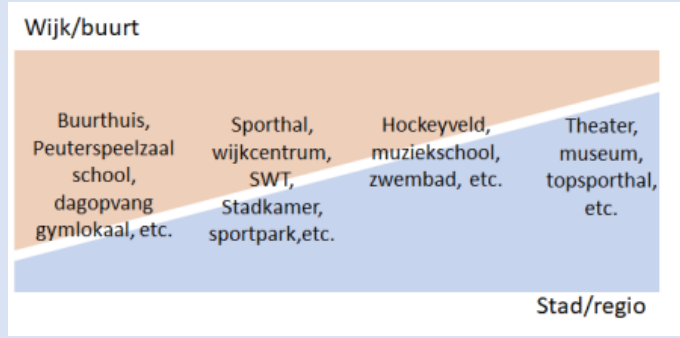 Wijk/buurt
Buurthuis,
Peuterspeelzaal
school,
dagopvang
gymlokaal, etc.
Sporthal,
wijkcentrum,
SWT,
Stadkamer,
sportpark,etc.
Hockeyveld,
muziekschool,
zwembad, etc.
Theater,
museum,
topsporthal,
etc.
Stad/regio